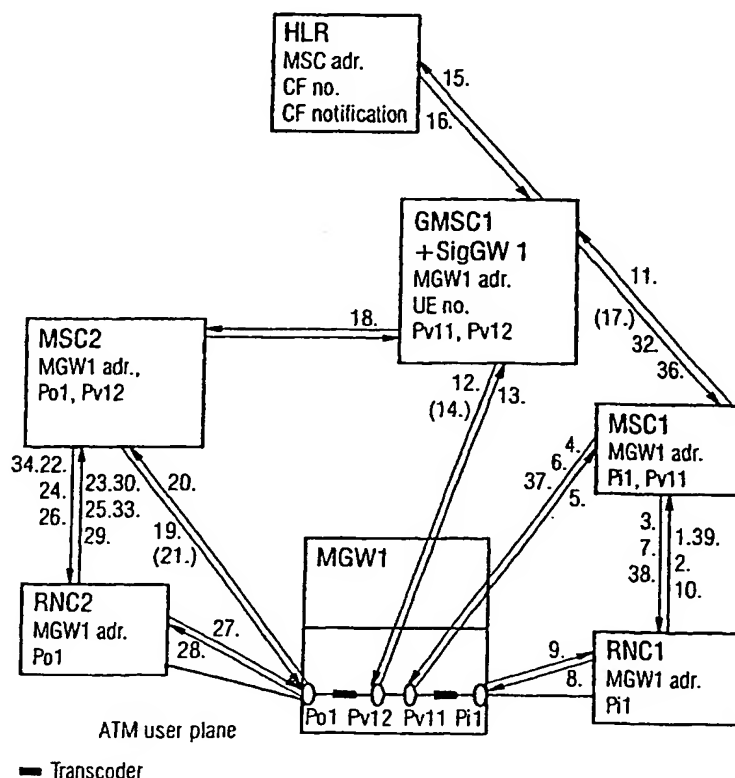 HLR
MSC adr.
CF no.
CF notification
15.
16.
GMSC1
+SigGW 1
MGW1 adr.
UE no.
Pv11, Pv12
11.
(17.)
32.
36.
18.
MSC2
MGW1 adr.,
Po1, Pv12
12.
(14.)
13.
MSC1
MGW1 adr.
Pi1, Pv11
4.
6.
37.
5.
34.22.
24.
26.
23.30.
25.33.
29.
20.
19.
(21.)
3.
7.
38.
1.39.
2.
10.
MGW1
RNC2
MGW1 adr.
Po1
27.
28.
9.
8.
RNC1
MGW1 adr.
Pi1
Po1 Pv12 Pv11 Pi1
ATM user plane
Transcoder